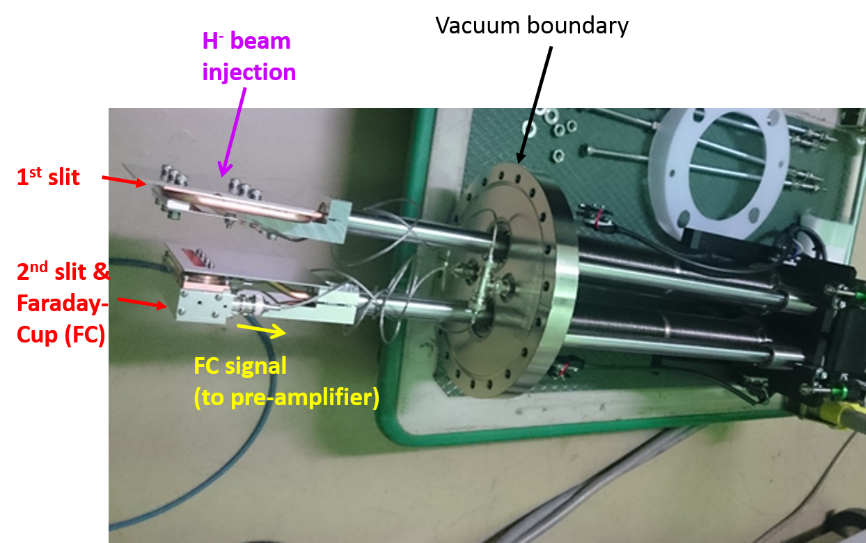 Vacuum boundary
H- beam
injection
1st slit
2nd slit &
Faraday-
Cup (FC)
FC signal
(to pre-amplifier)